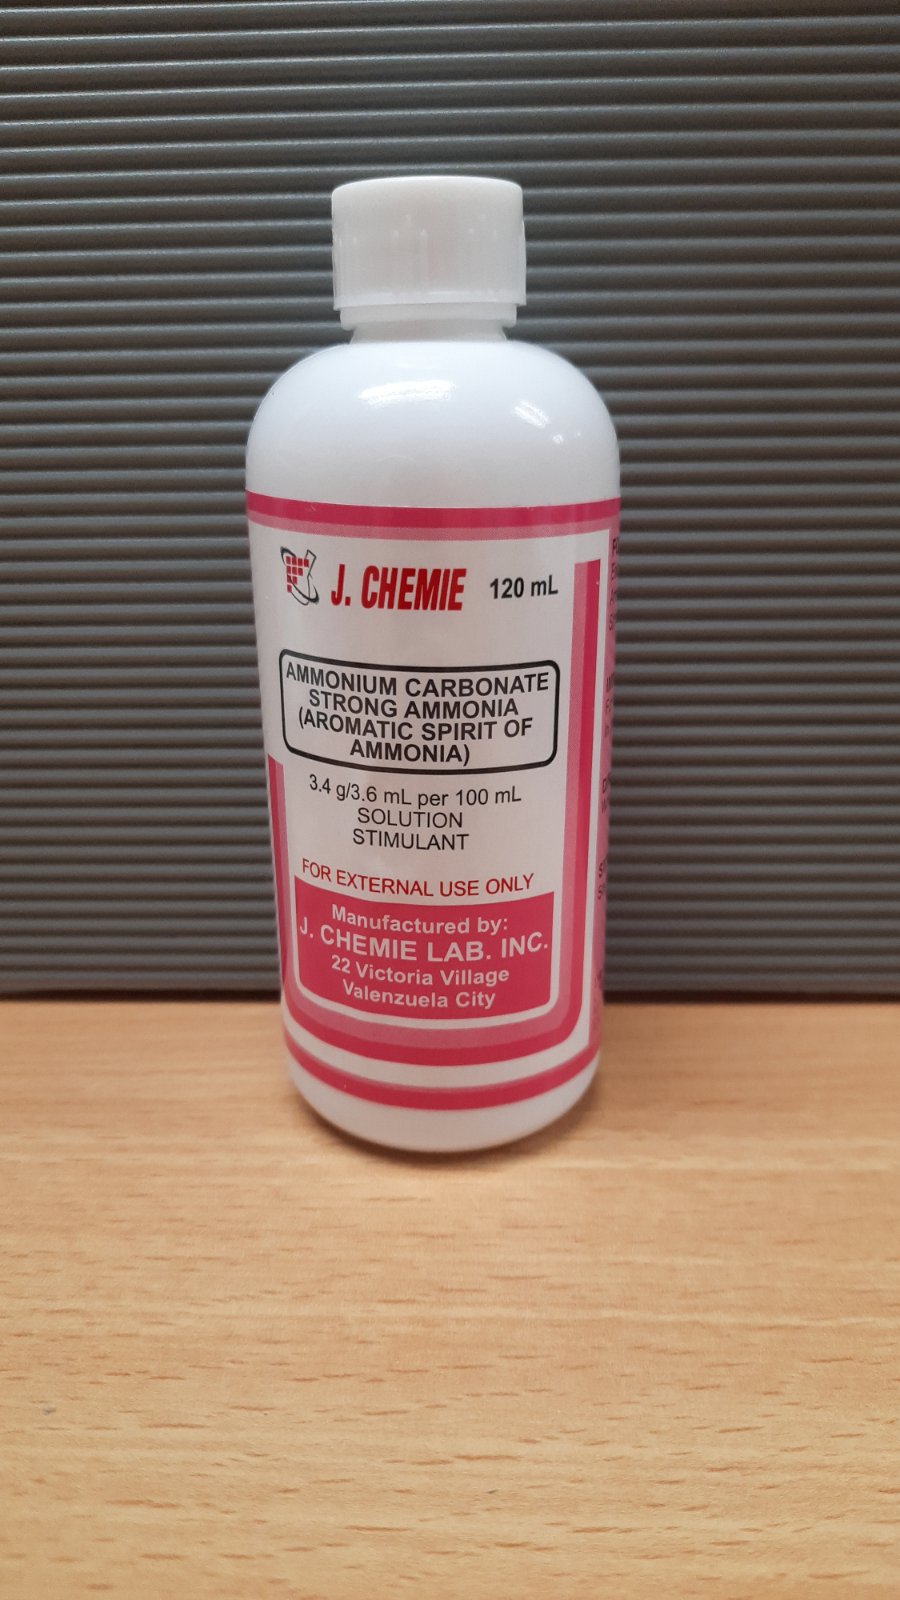 J. CHEMIE 120 mL
AMMONIUM CARBONATE
STRONG AMMONIA
(AROMATIC SPIRIT OF
AMMONIA)
3.4 g/3.6 mL per 100 mL
SOLUTION
STIMULANT
FOR EXTERNAL USE ONLY
Manufactured by:
J. CHEMIE LAB. INC.
22 Victoria Village
Valenzuela City